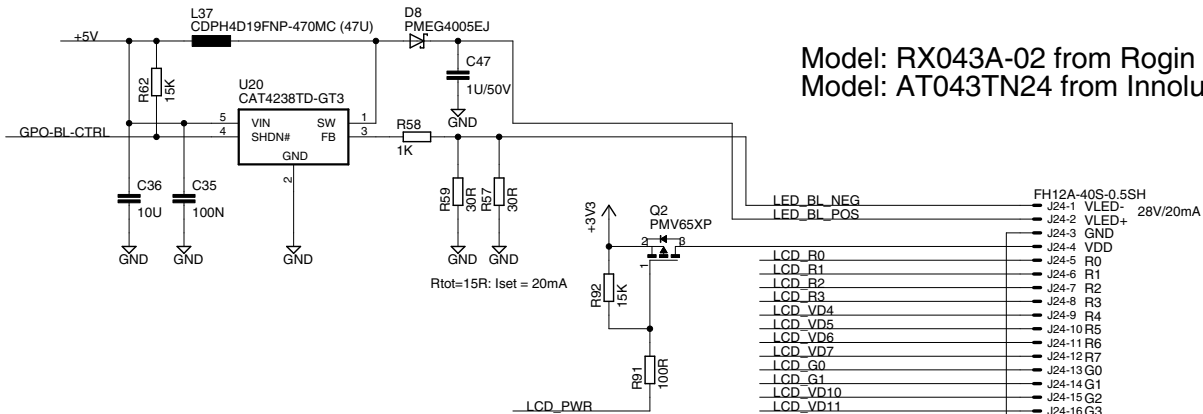 L37
CDPH4D19FNP-470MC (47U)
D8
PMEG4005EJ
+5V
C47
1U/50V
GND
Model: RX043A-02 from Rogin
Model: AT043TN24 from Innolu
R62
15K
U20
CAT4238TD-GT3
GPO-BL-CTRL
5 VIN SW 1
4 SHDN# FB 3
GND
2
R58
1K
C36
10U
C35
100N
GND
GND
GND
R59
30R
R57
30R
GND
GND
Rtot=15R: Iset = 20mA
+3V3
Q2
PMV65XP
2 3
1
R92
15K
R91
100R
LCD_PWR
FH12A-40S-0.5SH
LED_BL_NEG J24-1 VLED-
28V/20mA
LED_BL_POS J24-2 VLED+
J24-3 GND
J24-4 VDD
LCD_R0 J24-5 R0
LCD_R1 J24-6 R1
LCD_R2 J24-7 R2
LCD_R3 J24-8 R3
LCD_VD4 J24-9 R4
LCD_VD5 J24-10 R5
LCD_VD6 J24-11 R6
LCD_VD7 J24-12 R7
LCD_G0 J24-13 G0
LCD_G1 J24-14 G1
LCD_VD10 J24-15 G2
LCD_VD11 J24-16 G3